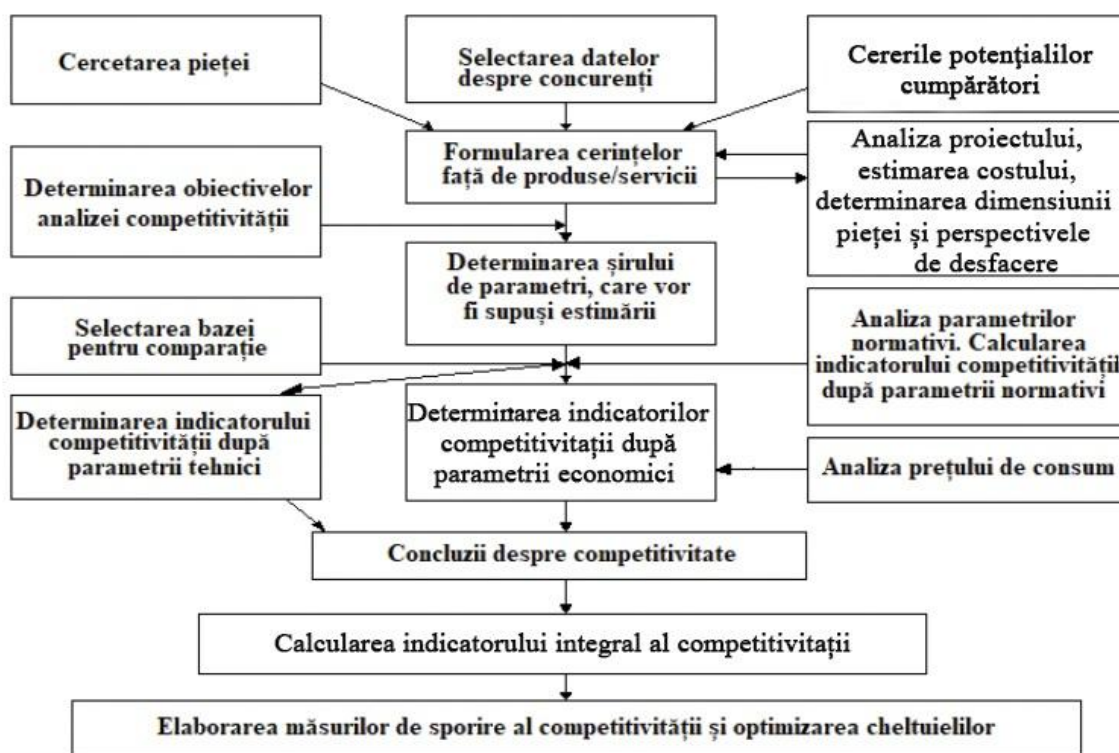 Cercetarea pieței
Selectarea datelor
despre concurenți
Cererile potenţialilor
cumpărători
Formularea cerințelor
față de produse/servicii
Analiza proiectului,
estimarea costului,
determinarea dimensiunii
pieței și perspectivele
de desfacere
Determinarea obiectivelor
analizei competitivității
Determinarea șirului
de parametri, care vor
fi supuși estimării
Selectarea bazei
pentru comparație
Analiza parametrilor
normativi. Calcularea
indicatorului competitivității
după parametrii normativi
Determinarea indicatorului
competitivității după
parametrii tehnici
Determinarea indicatorilor
competitivitații după
parametrii economici
Analiza prețului de consum
Concluzii despre competitivitate
Calcularea indicatorului integral al competitivitații
Elaborarea măsurilor de sporire al competitivității și optimizarea cheltuielilor